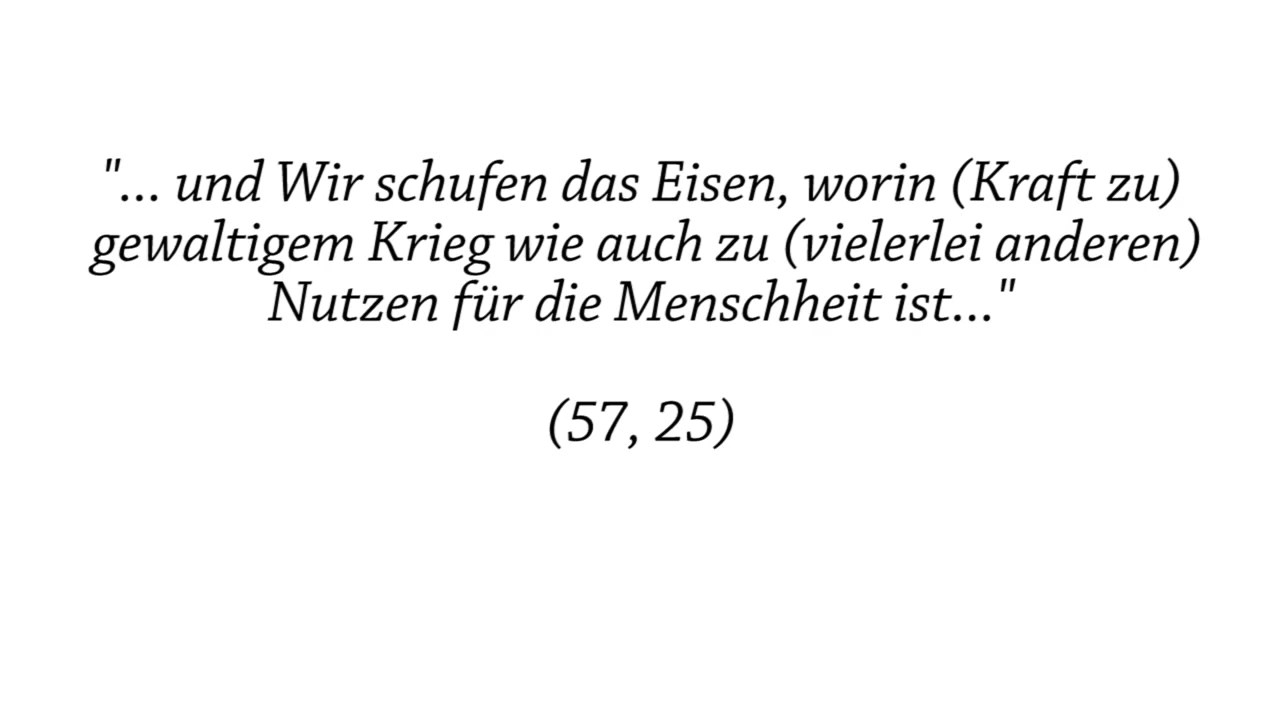 "... und Wir schufen das Eisen, worin (Kraft zu)
gewaltigem Krieg wie auch zu (vielerlei anderen)
Nutzen für die Menschheit ist..."
(57, 25)